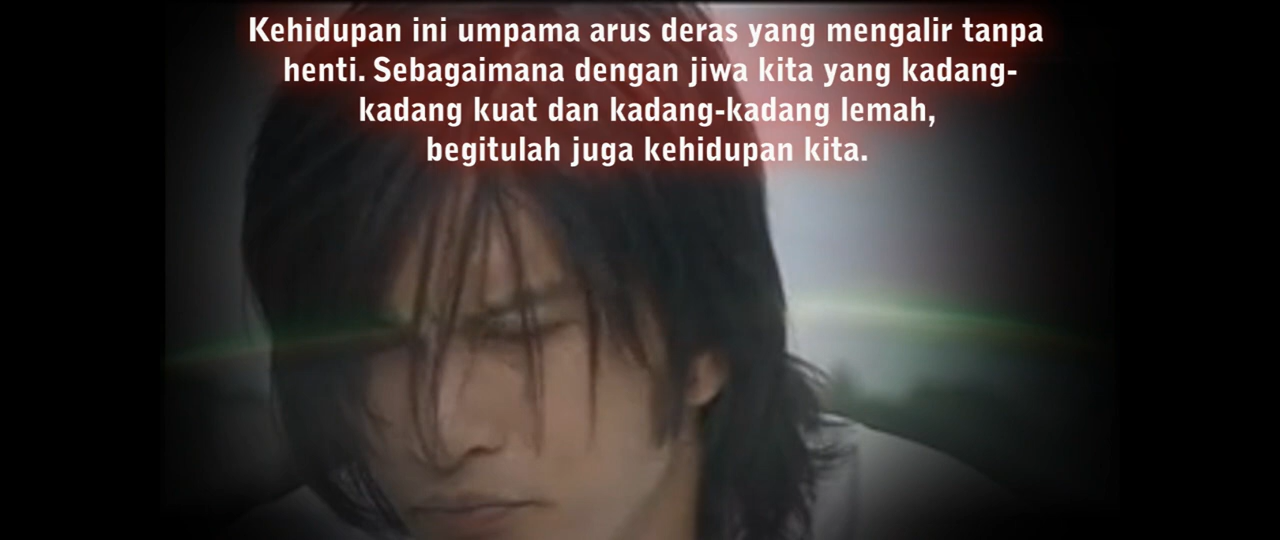 Kehidupan ini umpama arus deras yang mengalir tanpa
henti. Sebagaimana dengan jiwa kita yang kadang-
kadang kuat dan kadang-kadang lemah,
begitulah juga kehidupan kita.